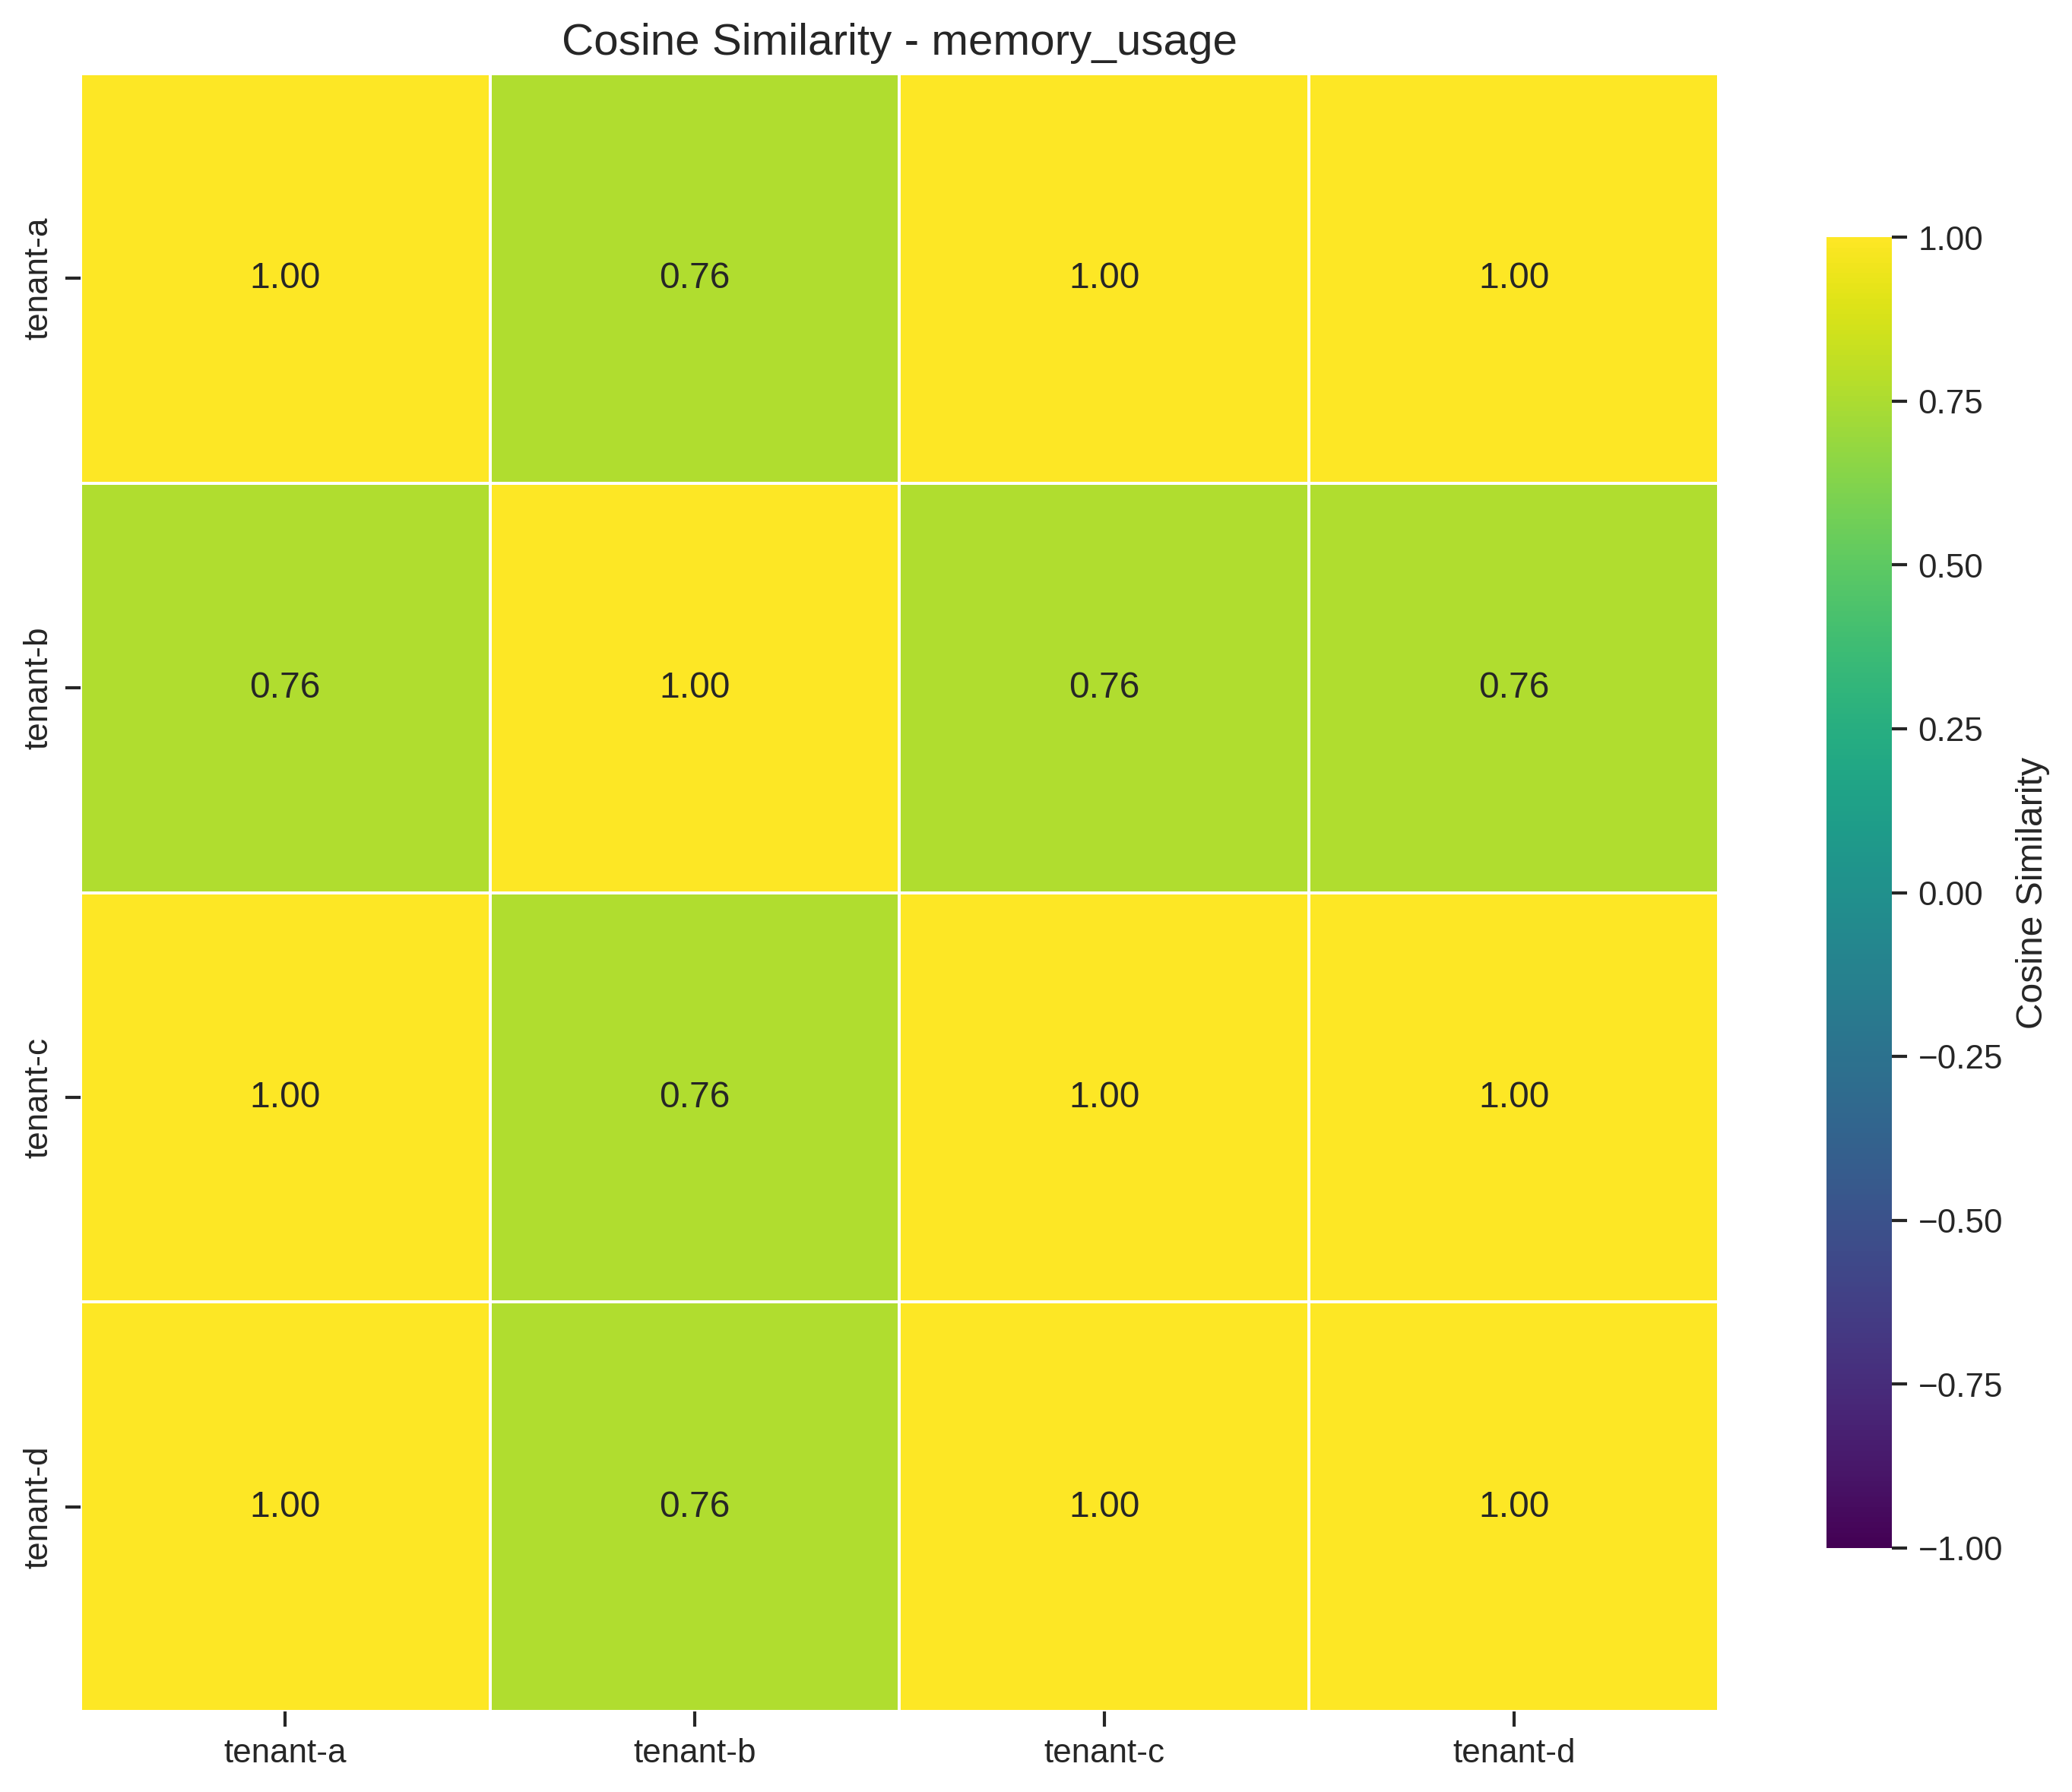 Cosine Similarity - memory_usage
tenant-a
1.00 0.76 1.00 1.00
tenant-b
0.76 1.00 0.76 0.76
tenant-c
1.00 0.76 1.00 1.00
tenant-d
1.00 0.76 1.00 1.00
tenant-a tenant-b tenant-c tenant-d
1.00
0.75
0.50
0.25
0.00
−0.25
−0.50
−0.75
−1.00
Cosine Similarity